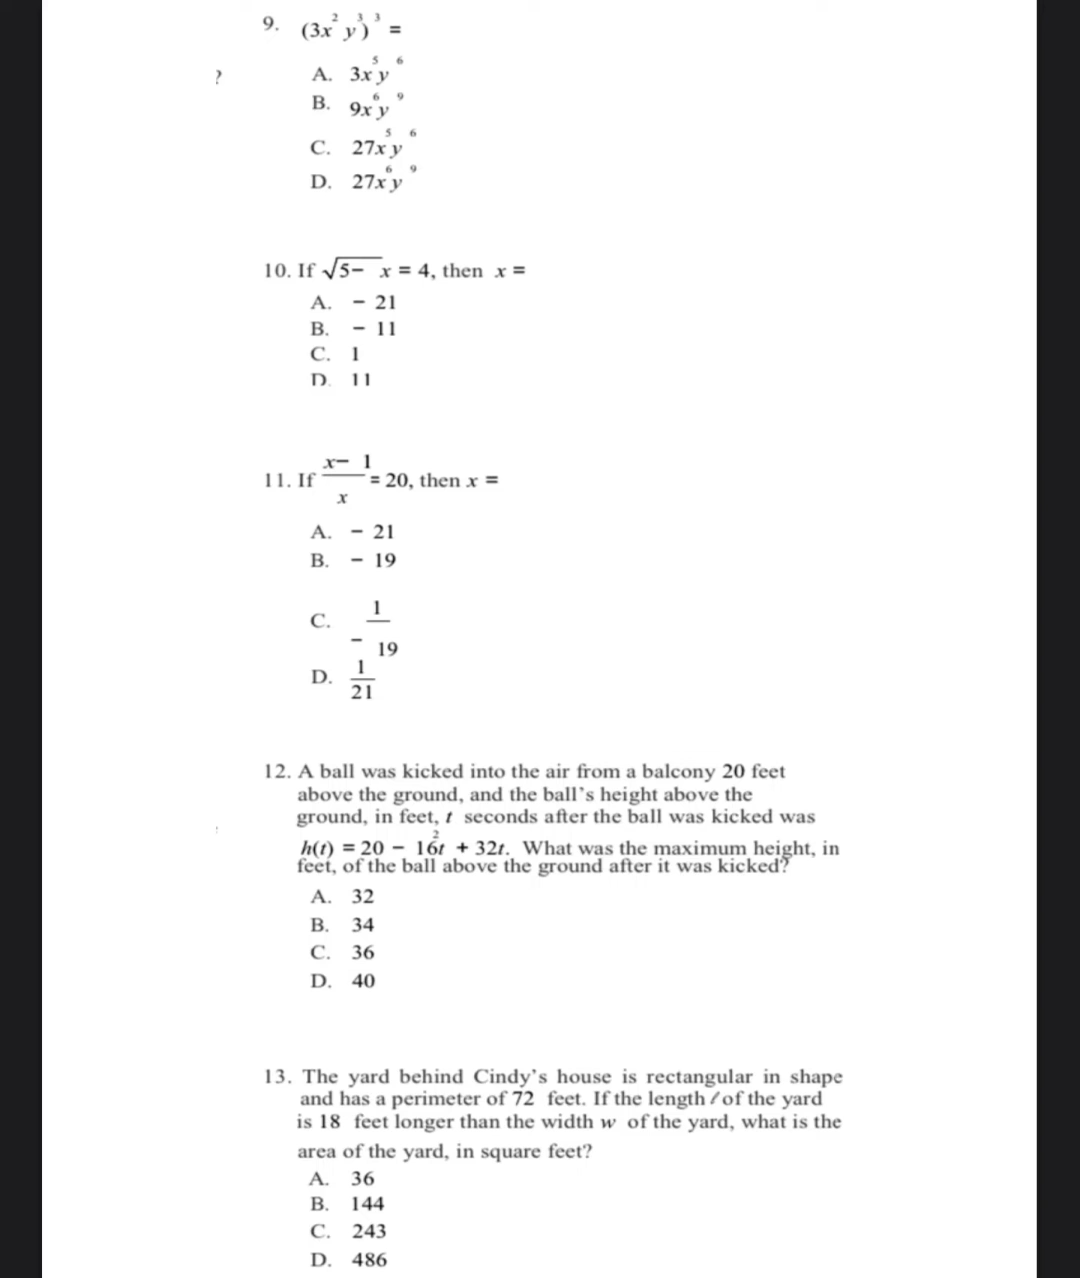 9. (3x² y³)³ =
?
A. 3x⁵y⁶
B. 9x⁶y⁹
C. 27x⁵y⁶
D. 27x⁶y⁹
10. If √5− x = 4, then x =
A. − 21
B. − 11
C. 1
D. 11
11. If x− 1/x = 20, then x =
A. − 21
B. − 19
C. − 1/19
D. 1/21
12. A ball was kicked into the air from a balcony 20 feet
above the ground, and the ball’s height above the
ground, in feet, t seconds after the ball was kicked was
h(t) = 20 − 16t² + 32t. What was the maximum height, in
feet, of the ball above the ground after it was kicked?
A. 32
B. 34
C. 36
D. 40
13. The yard behind Cindy’s house is rectangular in shape
and has a perimeter of 72 feet. If the length ℓ of the yard
is 18 feet longer than the width w of the yard, what is the
area of the yard, in square feet?
A. 36
B. 144
C. 243
D. 486